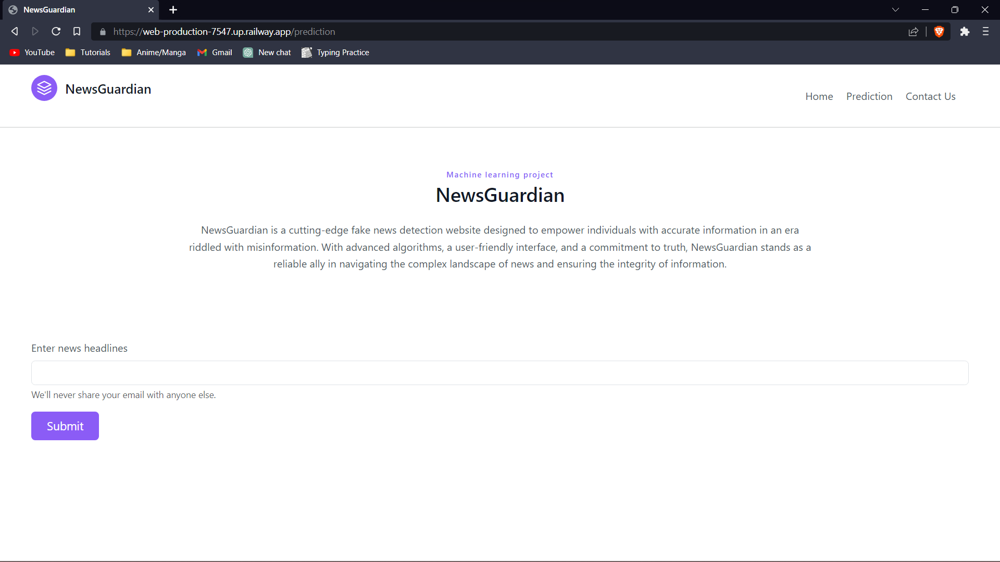 NewsGuardian
https://web-production-7547.up.railway.app/prediction
YouTube Tutorials Anime/Manga Gmail New chat Typing Practice
NewsGuardian
Home Prediction Contact Us
Machine learning project
NewsGuardian
NewsGuardian is a cutting-edge fake news detection website designed to empower individuals with accurate information in an era
riddled with misinformation. With advanced algorithms, a user-friendly interface, and a commitment to truth, NewsGuardian stands as a
reliable ally in navigating the complex landscape of news and ensuring the integrity of information.
Enter news headlines
We'll never share your email with anyone else.
Submit